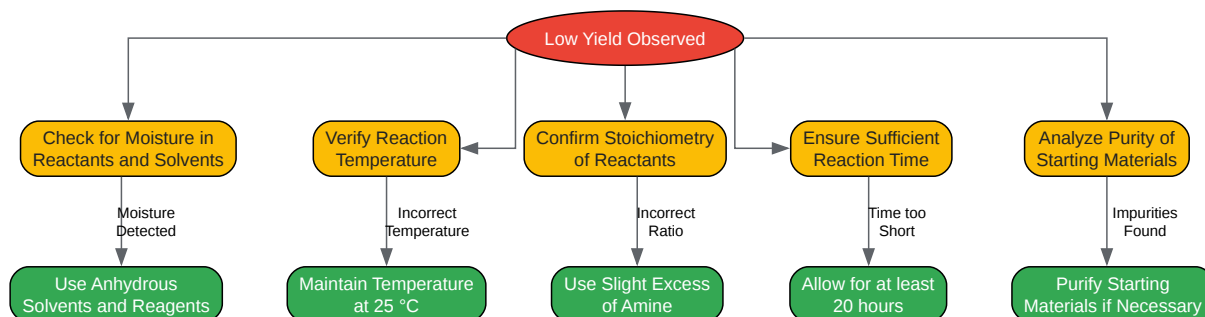 Low Yield Observed
Check for Moisture in
Reactants and Solvents
Verify Reaction
Temperature
Confirm Stoichiometry
of Reactants
Ensure Sufficient
Reaction Time
Analyze Purity of
Starting Materials
Moisture
Detected
Incorrect
Temperature
Incorrect
Ratio
Time too
Short
Impurities
Found
Use Anhydrous
Solvents and Reagents
Maintain Temperature
at 25 °C
Use Slight Excess
of Amine
Allow for at least
20 hours
Purify Starting
Materials if Necessary